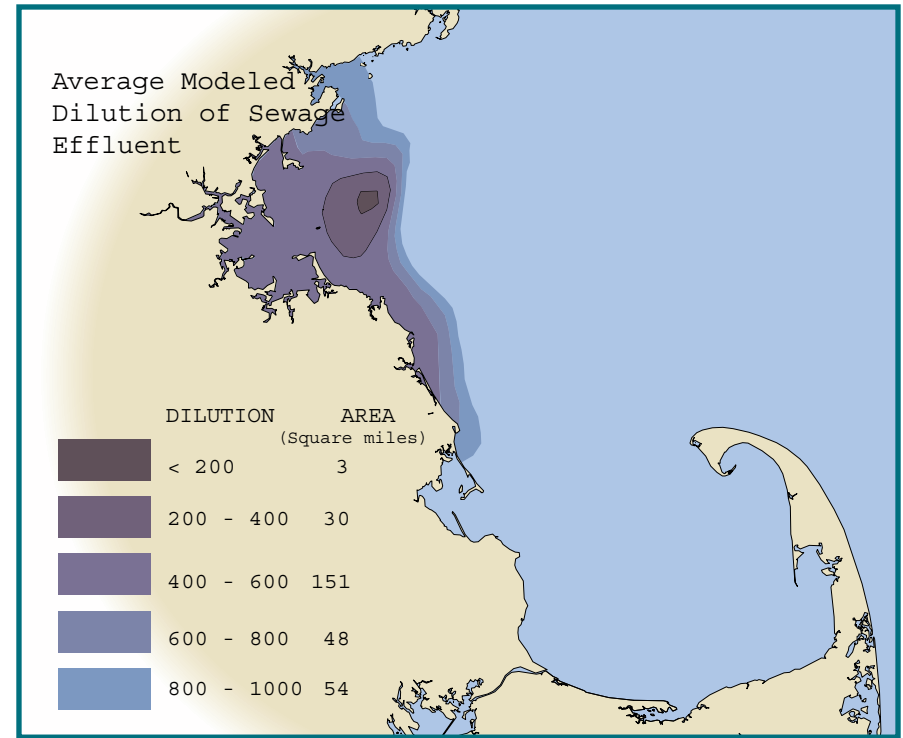 Average Modeled
Dilution of Sewage
Effluent
DILUTION AREA
(Square miles)
< 200 3
200 - 400 30
400 - 600 151
600 - 800 48
800 - 1000 54